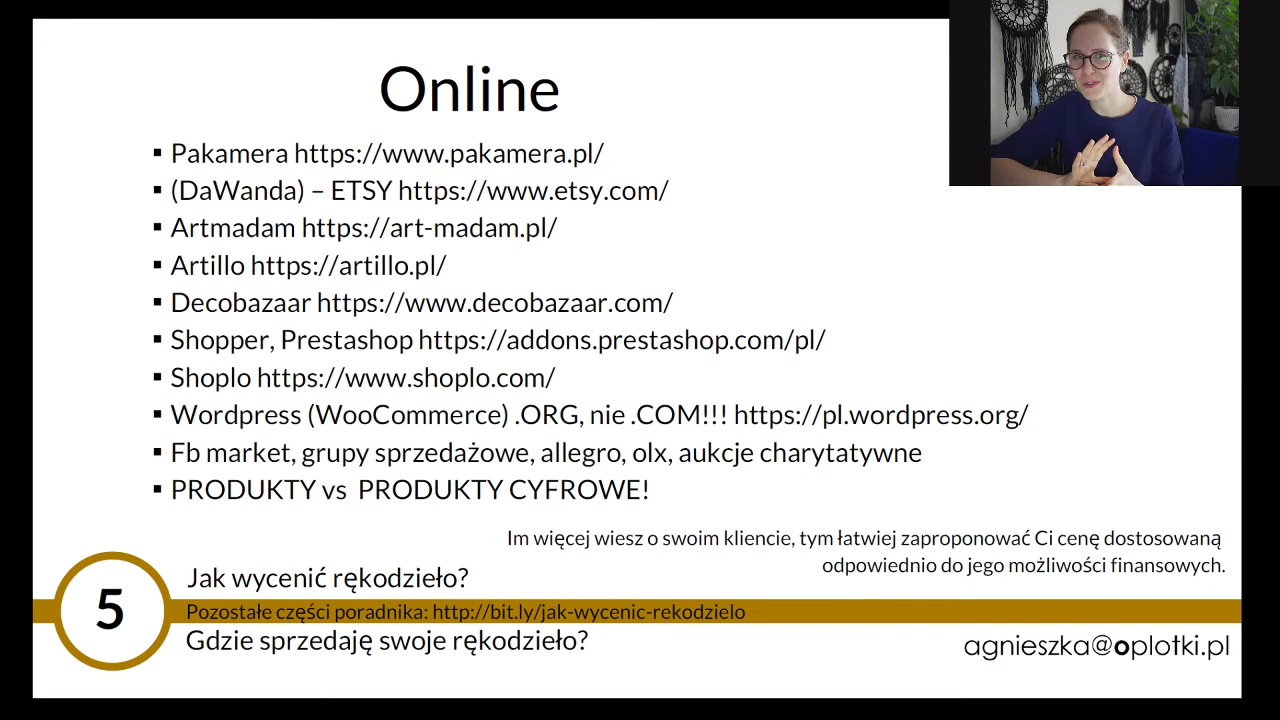 Online
▪ Pakamera https://www.pakamera.pl/
▪ (DaWanda) – ETSY https://www.etsy.com/
▪ Artmadam https://art-madam.pl/
▪ Artillo https://artillo.pl/
▪ Decobazaar https://www.decobazaar.com/
▪ Shopper, Prestashop https://addons.prestashop.com/pl/
▪ Shoplo https://www.shoplo.com/
▪ Wordpress (WooCommerce) .ORG, nie .COM!!! https://pl.wordpress.org/
▪ Fb market, grupy sprzedażowe, allegro, olx, aukcje charytatywne
▪ PRODUKTY vs PRODUKTY CYFROWE!
Im więcej wiesz o swoim kliencie, tym łatwiej zaproponować Ci cenę dostosowaną
odpowiednio do jego możliwości finansowych.
5
Jak wycenić rękodzieło?
Pozostałe części poradnika: http://bit.ly/jak-wycenic-rekodzielo
Gdzie sprzedaję swoje rękodzieło?
agnieszka@oplotki.pl